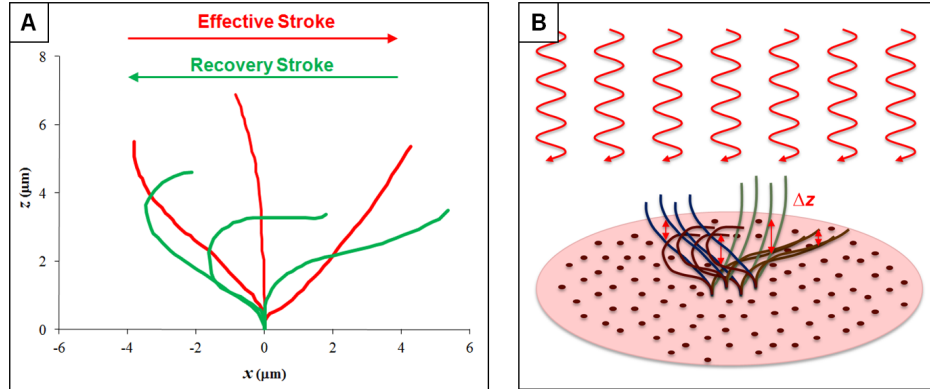 A
Effective Stroke
Recovery Stroke
8
6
4
2
0
z (μm)
-6
-4
-2
0
2
4
6
x (μm)
B
Δz